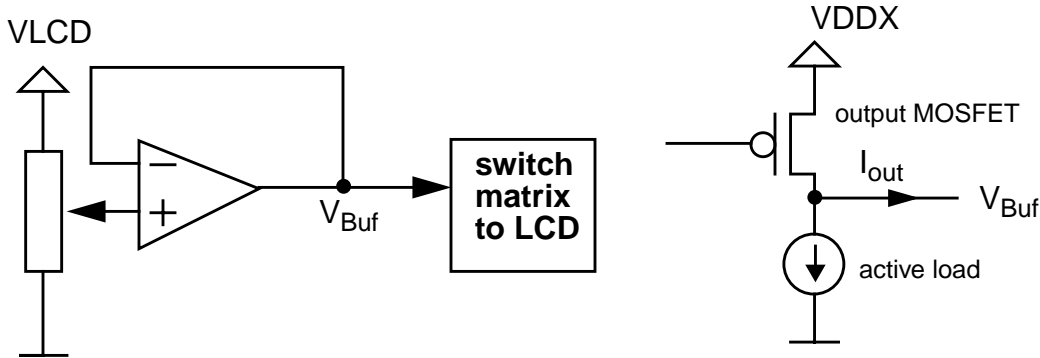 VLCD
−
+
V_Buf
switch
matrix
to LCD
VDDX
output MOSFET
I_out
V_Buf
active load